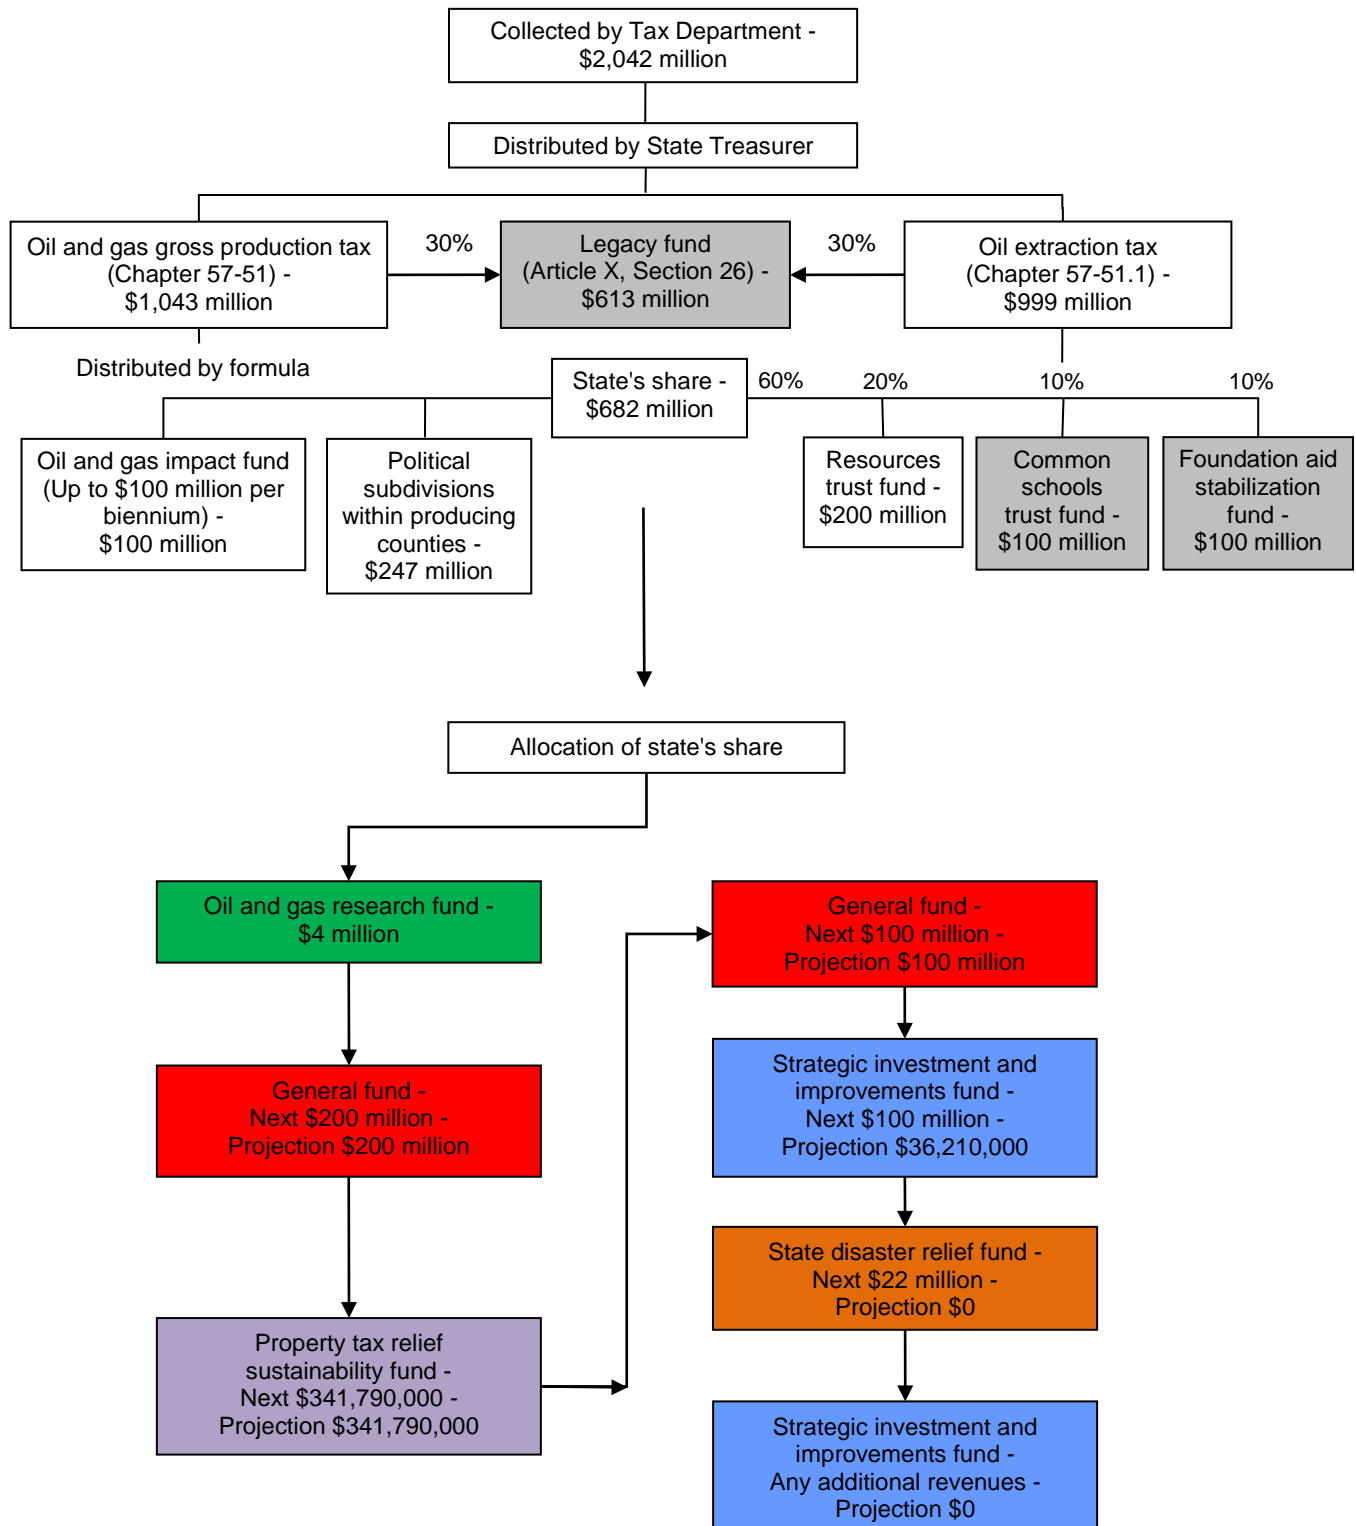 Collected by Tax Department -
$2,042 million
Distributed by State Treasurer
Oil and gas gross production tax
(Chapter 57-51) -
$1,043 million
30%
Legacy fund
(Article X, Section 26) -
$613 million
30%
Oil extraction tax
(Chapter 57-51.1) -
$999 million
Distributed by formula
State's share -
$682 million
60%
20%
10%
10%
Oil and gas impact fund
(Up to $100 million per
biennium) -
$100 million
Political
subdivisions
within producing
counties -
$247 million
Resources
trust fund -
$200 million
Common
schools
trust fund -
$100 million
Foundation aid
stabilization
fund -
$100 million
Allocation of state's share
Oil and gas research fund -
$4 million
General fund -
Next $200 million -
Projection $200 million
Property tax relief
sustainability fund -
Next $341,790,000 -
Projection $341,790,000
General fund -
Next $100 million -
Projection $100 million
Strategic investment and
improvements fund -
Next $100 million -
Projection $36,210,000
State disaster relief fund -
Next $22 million -
Projection $0
Strategic investment and
improvements fund -
Any additional revenues -
Projection $0